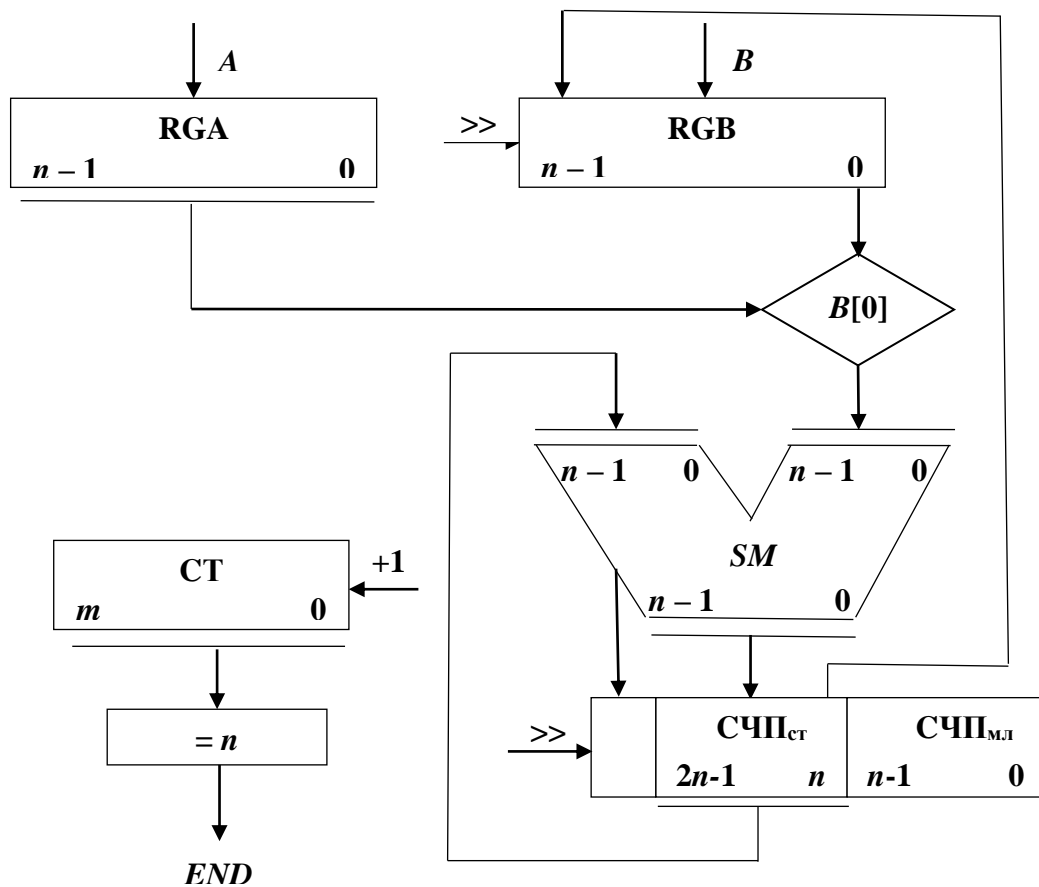 A B
RGA >> RGB
n – 1 0 n – 1 0
B[0]
n – 1 0 n – 1 0
CT +1 SM
m 0 n – 1 0
= n >> СЧПст СЧПмл
2n-1 n n-1 0
END